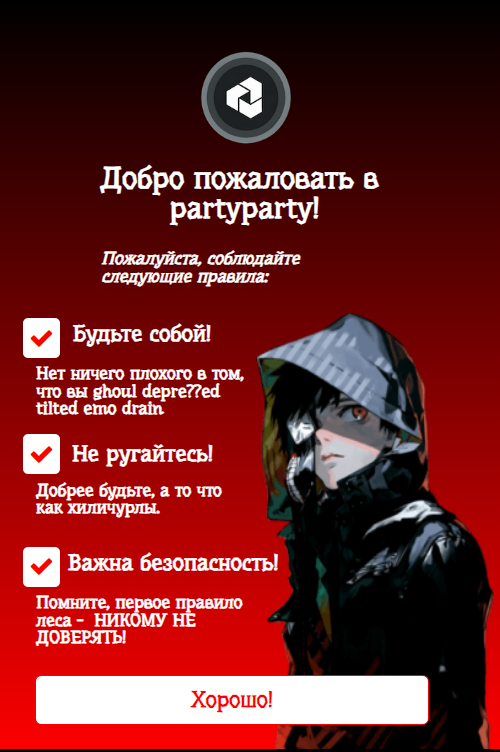 Добро пожаловать в
partyparty!
Пожалуйста, соблюдайте
следующие правила:
Будьте собой!
Нет ничего плохого в том,
что вы ghoul depre??ed
tilted emo drain
Не ругайтесь!
Добрее будьте, а то что
как хиличурлы.
Важна безопасность!
Помните, первое правило
леса - НИКОМУ НЕ
ДОВЕРЯТЬ!
Хорошо!